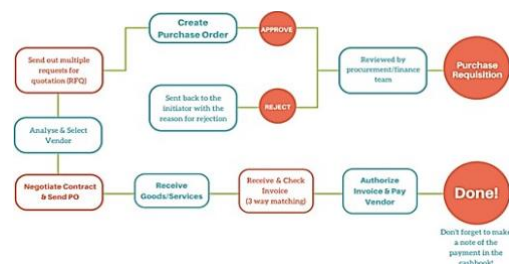 Create
Purchase Order
APPROVE
Send out multiple
requests for
quotation (RFQ)
Reviewed by
procurement/finance
team
Purchase
Requisition
Sent back to the
initiator with the
reason for rejection
REJECT
Analyse & Select
Vendor
Negotiate Contract
& Send PO
Receive
Goods/Services
Receive & Check
Invoice
(3 way matching)
Authorize
Invoice & Pay
Vendor
Done!
Don't forget to make
a note of the
payment in the
cashbook!